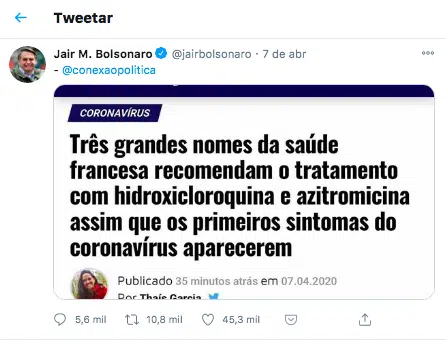 Tweetar
Jair M. Bolsonaro @jairbolsonaro · 7 de abr
- @conexaopolitica
CORONAVÍRUS
Três grandes nomes da saúde
francesa recomendam o tratamento
com hidroxicloroquina e azitromicina
assim que os primeiros sintomas do
coronavírus aparecerem
Publicado 35 minutos atrás em 07.04.2020
Por Thaís Garcia
5,6 mil 10,8 mil 45,3 mil